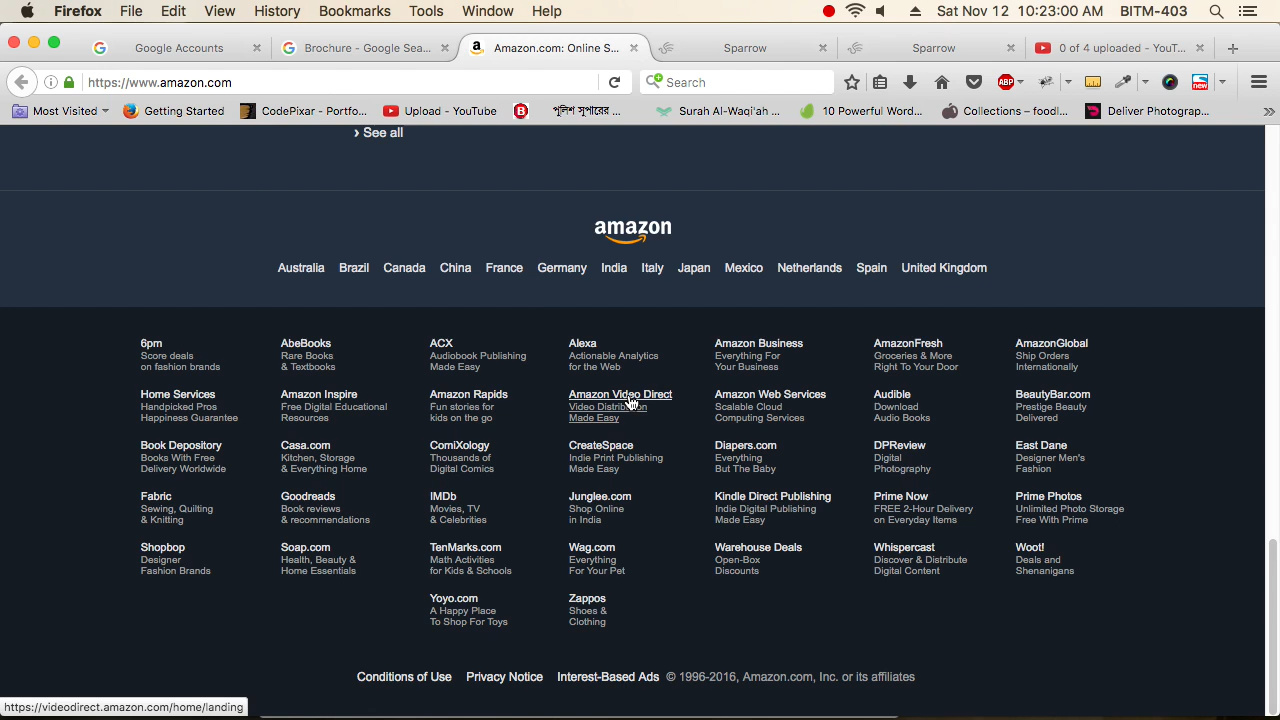 Firefox File Edit View History Bookmarks Tools Window Help Sat Nov 12 10:23:00 AM BITM-403
Google Accounts Brochure - Google Sea... Amazon.com: Online S... Sparrow Sparrow 0 of 4 uploaded - You...
https://www.amazon.com Search ABP new
Most Visited Getting Started CodePixar - Portfo... Upload - YouTube পুলিশ সুপারের ... Surah Al-Waqi'ah ... 10 Powerful Word... Collections – foodl... Deliver Photograp...
› See all
amazon
Australia Brazil Canada China France Germany India Italy Japan Mexico Netherlands Spain United Kingdom
6pm AbeBooks ACX Alexa Amazon Business AmazonFresh AmazonGlobal
Score deals Rare Books Audiobook Publishing Actionable Analytics Everything For Groceries & More Ship Orders
on fashion brands & Textbooks Made Easy for the Web Your Business Right To Your Door Internationally
Home Services Amazon Inspire Amazon Rapids Amazon Video Direct Amazon Web Services Audible BeautyBar.com
Handpicked Pros Free Digital Educational Fun stories for Video Distribution Scalable Cloud Download Prestige Beauty
Happiness Guarantee Resources kids on the go Made Easy Computing Services Audio Books Delivered
Book Depository Casa.com ComiXology CreateSpace Diapers.com DPReview East Dane
Books With Free Kitchen, Storage Thousands of Indie Print Publishing Everything Digital Designer Men's
Delivery Worldwide & Everything Home Digital Comics Made Easy But The Baby Photography Fashion
Fabric Goodreads IMDb Junglee.com Kindle Direct Publishing Prime Now Prime Photos
Sewing, Quilting Book reviews Movies, TV Shop Online Indie Digital Publishing FREE 2-Hour Delivery Unlimited Photo Storage
& Knitting & recommendations & Celebrities in India Made Easy on Everyday Items Free With Prime
Shopbop Soap.com TenMarks.com Wag.com Warehouse Deals Whispercast Woot!
Designer Health, Beauty & Math Activities Everything Open-Box Discover & Distribute Deals and
Fashion Brands Home Essentials for Kids & Schools For Your Pet Discounts Digital Content Shenanigans
Yoyo.com Zappos
A Happy Place Shoes &
To Shop For Toys Clothing
Conditions of Use Privacy Notice Interest-Based Ads © 1996-2016, Amazon.com, Inc. or its affiliates
https://videodirect.amazon.com/home/landing